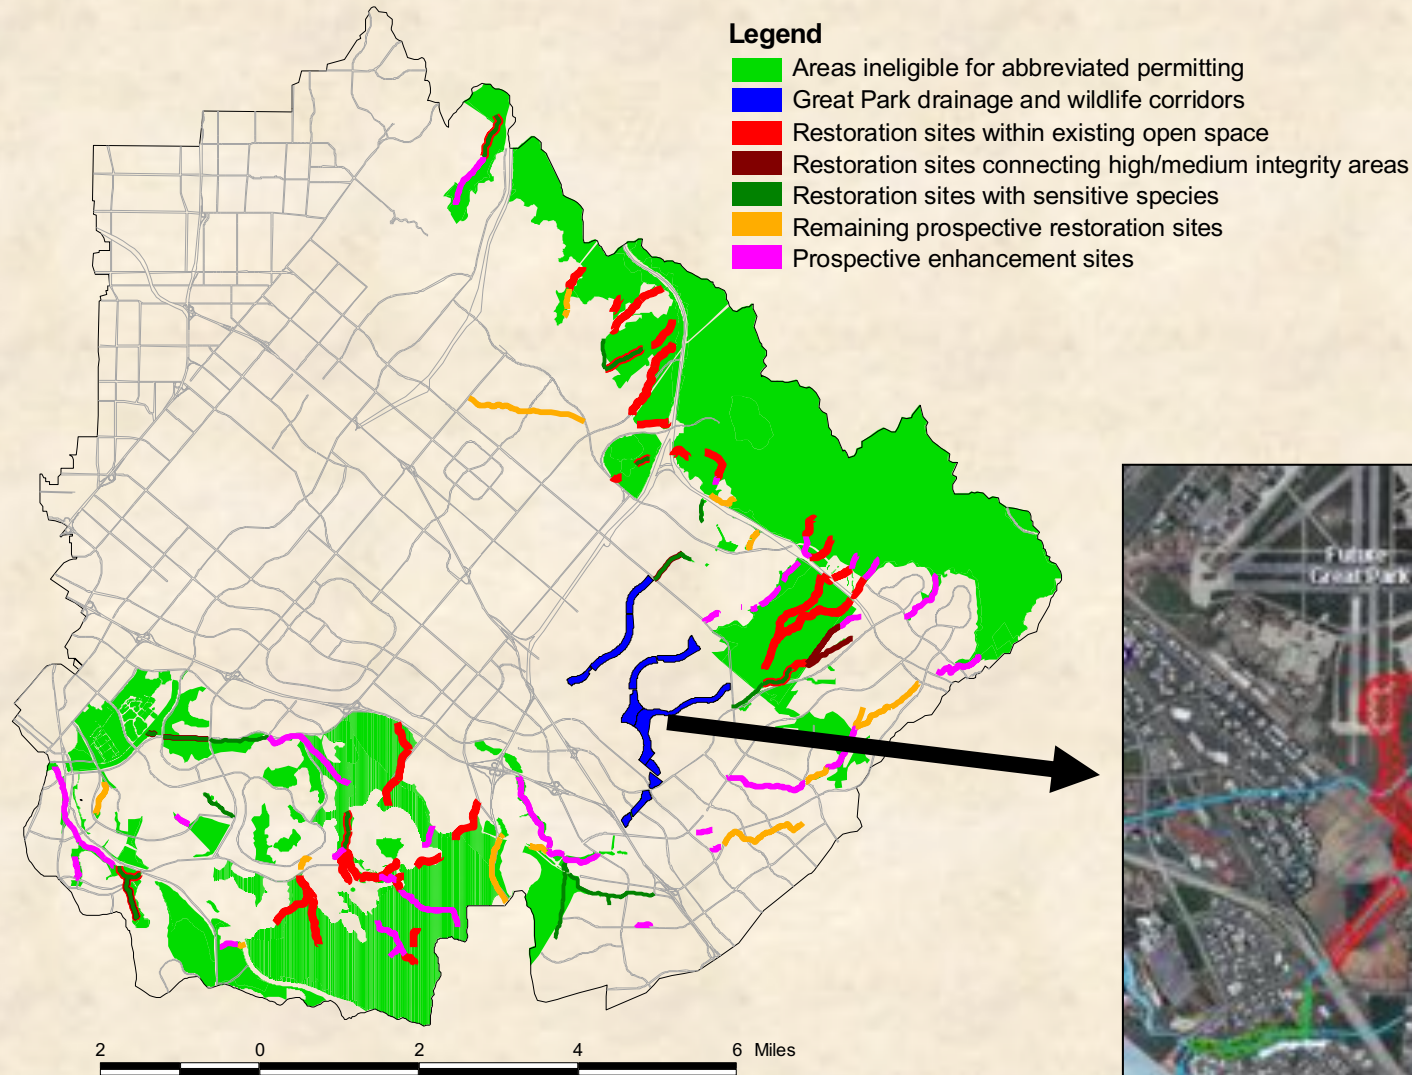 Legend
Areas ineligible for abbreviated permitting
Great Park drainage and wildlife corridors
Restoration sites within existing open space
Restoration sites connecting high/medium integrity areas
Restoration sites with sensitive species
Remaining prospective restoration sites
Prospective enhancement sites
Future
Great Park
2 0 2 4 6 Miles